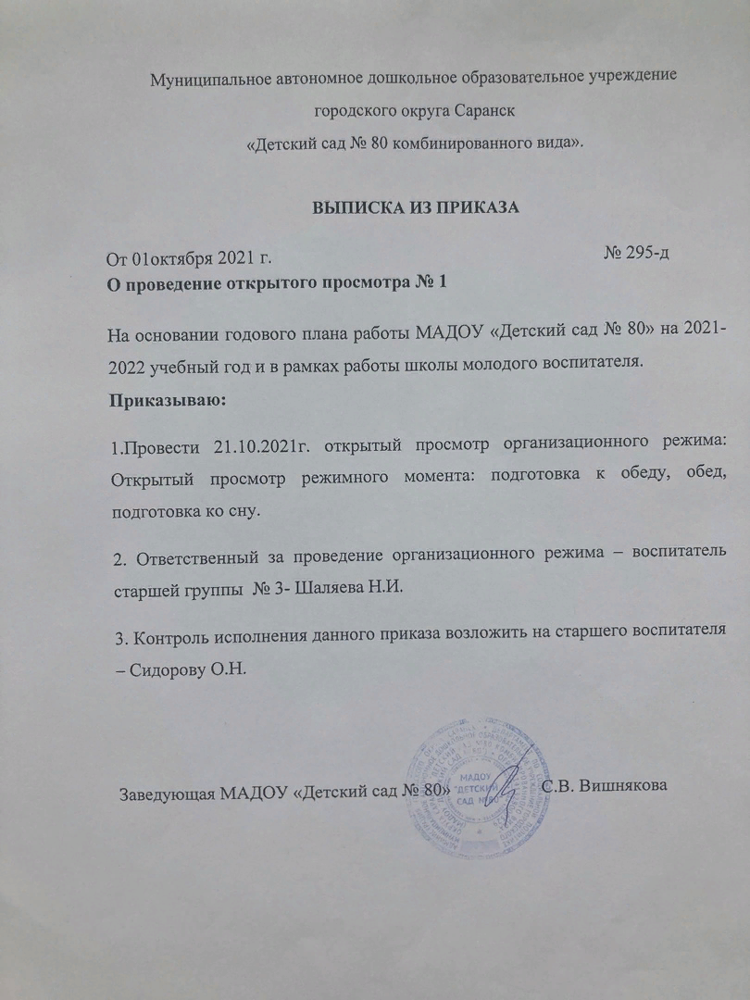 Муниципальное автономное дошкольное образовательное учреждение
городского округа Саранск
«Детский сад № 80 комбинированного вида».
ВЫПИСКА ИЗ ПРИКАЗА
От 01октября 2021 г. № 295-д
О проведение открытого просмотра № 1
На основании годового плана работы МАДОУ «Детский сад № 80» на 2021-
2022 учебный год и в рамках работы школы молодого воспитателя.
Приказываю:
1.Провести 21.10.2021г. открытый просмотр организационного режима:
Открытый просмотр режимного момента: подготовка к обеду, обед,
подготовка ко сну.
2. Ответственный за проведение организационного режима – воспитатель
старшей группы № 3- Шаляева Н.И.
3. Контроль исполнения данного приказа возложить на старшего воспитателя
– Сидорову О.Н.
Заведующая МАДОУ «Детский сад № 80» С.В. Вишнякова
МАДОУ
"ДЕТСКИЙ
САД №80"